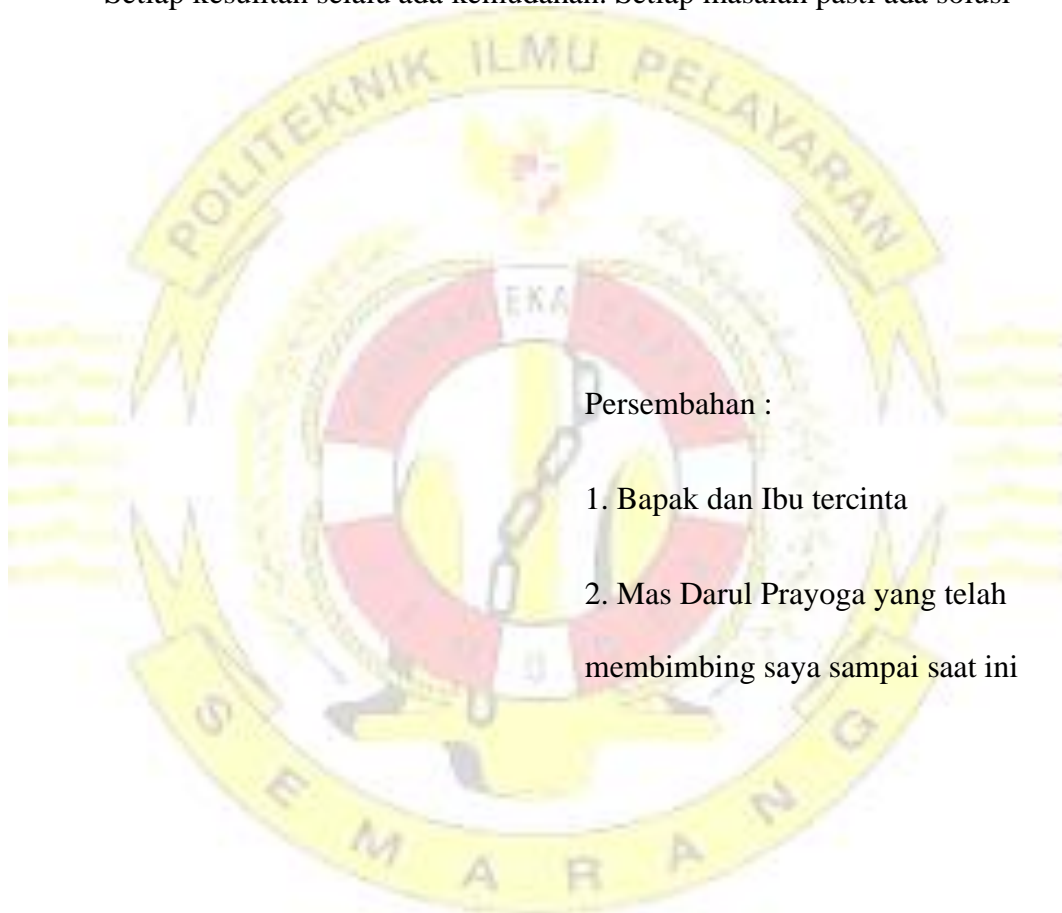 Setiap kesulitan selalu ada kemudahan. Setiap masalah pasti ada solusi
POLITEKNIK ILMU PELAYARAN
EKA
Persembahan :
1. Bapak dan Ibu tercinta
2. Mas Darul Prayoga yang telah
membimbing saya sampai saat ini
SEMARANG